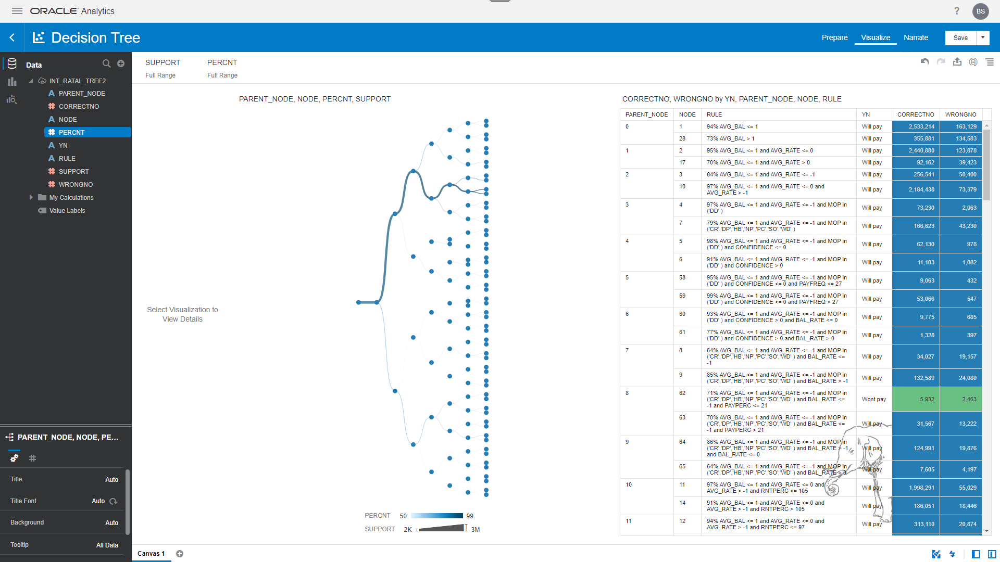 ORACLE Analytics
? BS
Decision Tree
Prepare Visualize Narrate Save
Data
INT_RATAL_TREE2
A PARENT_NODE
# CORRECTNO
A NODE
# PERCNT
A YN
A RULE
# SUPPORT
# WRONGNO
My Calculations
Value Labels
PARENT_NODE, NODE, PE...
Title Auto
Title Font Auto
Background Auto
Tooltip All Data
SUPPORT PERCNT
Full Range Full Range
PARENT_NODE, NODE, PERCNT, SUPPORT
Select Visualization to
View Details
PERCNT 50 99
SUPPORT 2K 3M
CORRECTNO, WRONGNO by YN, PARENT_NODE, NODE, RULE
PARENT_NODE NODE RULE YN CORRECTNO WRONGNO
0 1 94% AVG_BAL <= 1 Will pay 2,533,214 163,129
28 73% AVG_BAL > 1 Will pay 355,881 134,583
1 2 95% AVG_BAL <= 1 and AVG_RATE <= 0 Will pay 2,440,880 123,878
17 70% AVG_BAL <= 1 and AVG_RATE > 0 Will pay 92,162 39,423
2 3 84% AVG_BAL <= 1 and AVG_RATE <= -1 Will pay 256,541 50,400
10 97% AVG_BAL <= 1 and AVG_RATE <= 0 and
AVG_RATE > -1 Will pay 2,184,438 73,379
3 4 97% AVG_BAL <= 1 and AVG_RATE <= -1 and MOP in
('DD' ) Will pay 73,230 2,063
7 79% AVG_BAL <= 1 and AVG_RATE <= -1 and MOP in
('CR','DP','HB','NP','PC','SO','WD' ) Will pay 166,623 43,230
4 5 98% AVG_BAL <= 1 and AVG_RATE <= -1 and MOP in
('DD' ) and CONFIDENCE <= 0 Will pay 62,130 978
6 91% AVG_BAL <= 1 and AVG_RATE <= -1 and MOP in
('DD' ) and CONFIDENCE > 0 Will pay 11,103 1,082
5 58 95% AVG_BAL <= 1 and AVG_RATE <= -1 and MOP in
('DD' ) and CONFIDENCE <= 0 and PAYFREQ <= 27 Will pay 9,063 432
59 99% AVG_BAL <= 1 and AVG_RATE <= -1 and MOP in
('DD' ) and CONFIDENCE <= 0 and PAYFREQ > 27 Will pay 53,066 547
6 60 93% AVG_BAL <= 1 and AVG_RATE <= -1 and MOP in
('DD' ) and CONFIDENCE > 0 and BAL_RATE <= 0 Will pay 9,775 685
61 77% AVG_BAL <= 1 and AVG_RATE <= -1 and MOP in
('DD' ) and CONFIDENCE > 0 and BAL_RATE > 0 Will pay 1,328 397
7 8 64% AVG_BAL <= 1 and AVG_RATE <= -1 and MOP in
('CR','DP','HB','NP','PC','SO','WD' ) and BAL_RATE <=
-1 Will pay 34,027 19,157
9 85% AVG_BAL <= 1 and AVG_RATE <= -1 and MOP in
('CR','DP','HB','NP','PC','SO','WD' ) and BAL_RATE > -1 Will pay 132,589 24,080
8 62 71% AVG_BAL <= 1 and AVG_RATE <= -1 and MOP in
('CR','DP','HB','NP','PC','SO','WD' ) and BAL_RATE <=
-1 and PAYPERC <= 21 Wont pay 5,932 2,463
63 70% AVG_BAL <= 1 and AVG_RATE <= -1 and MOP in
('CR','DP','HB','NP','PC','SO','WD' ) and BAL_RATE <=
-1 and PAYPERC > 21 Will pay 31,567 13,222
9 64 86% AVG_BAL <= 1 and AVG_RATE <= -1 and MOP in
('CR','DP','HB','NP','PC','SO','WD' ) and BAL_RATE > -1
and BAL_RATE <= 0 Will pay 124,991 19,876
65 64% AVG_BAL <= 1 and AVG_RATE <= -1 and MOP in
('CR','DP','HB','NP','PC','SO','WD' ) and BAL_RATE > 0 Will pay 7,605 4,197
10 11 97% AVG_BAL <= 1 and AVG_RATE <= 0 and
AVG_RATE > -1 and RNTPERC <= 105 Will pay 1,998,291 55,029
14 91% AVG_BAL <= 1 and AVG_RATE <= 0 and
AVG_RATE > -1 and RNTPERC > 105 Will pay 186,051 18,446
11 12 94% AVG_BAL <= 1 and AVG_RATE <= 0 and
AVG_RATE > -1 and RNTPERC <= 97 Will pay 313,110 20,874
Canvas 1